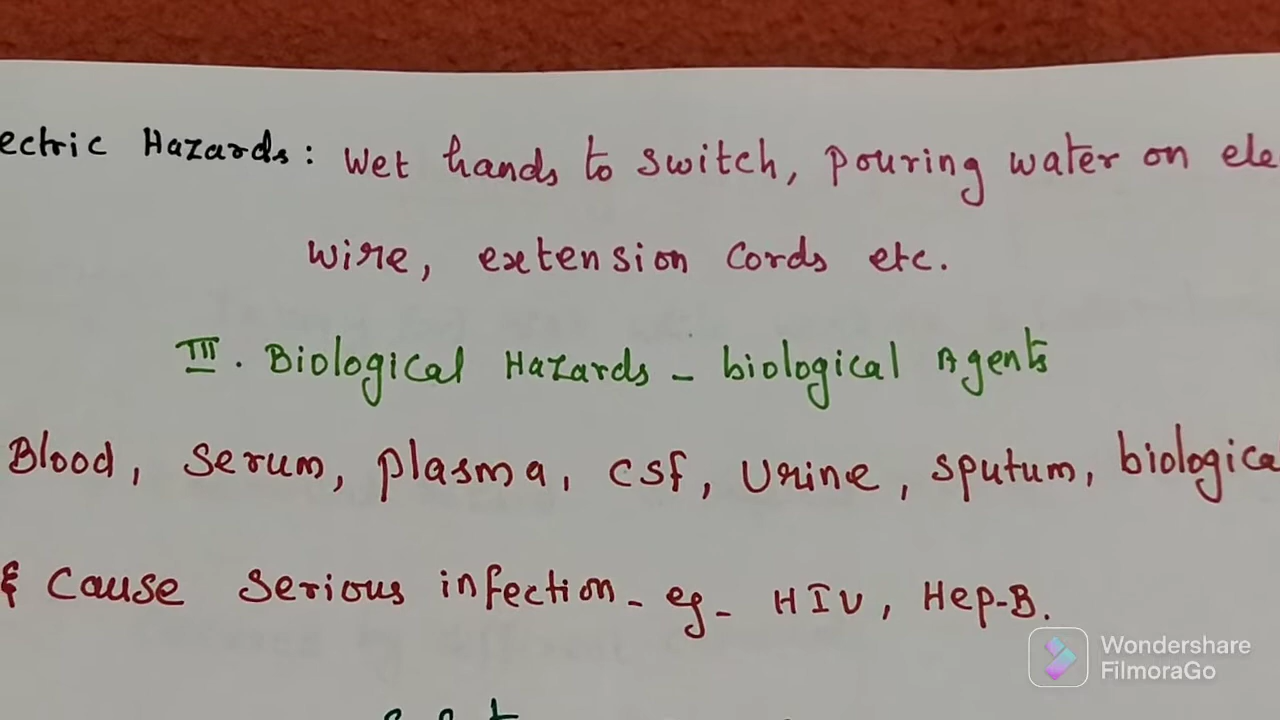 ectric Hazards: Wet hands to switch, pouring water on ele
wire, extension cords etc.
III. Biological Hazards - biological Agents
Blood, serum, plasma, csf, urine, sputum, biologica
& cause serious infection - eg - HIV, Hep-B.
Wondershare
FilmoraGo